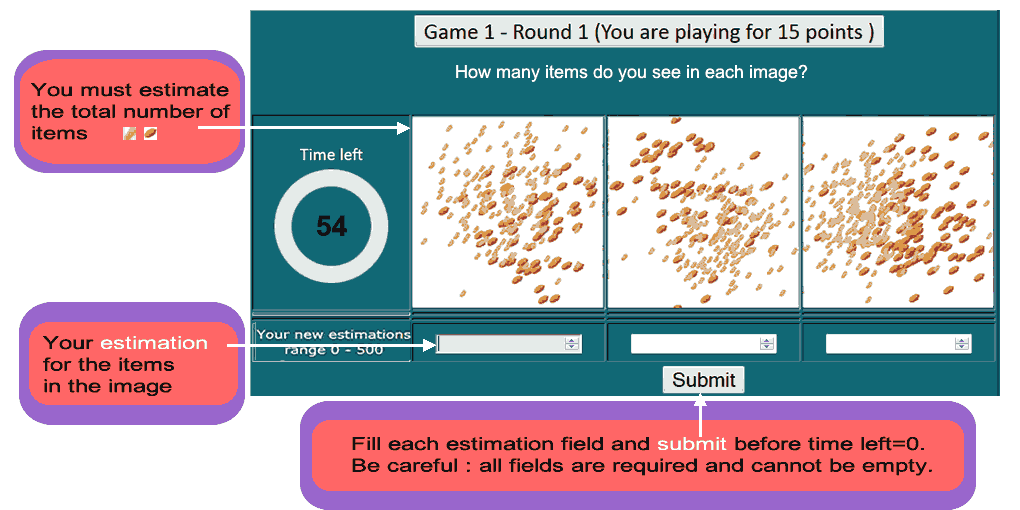 Game 1 - Round 1 (You are playing for 15 points )
How many items do you see in each image?
You must estimate
the total number of
items
Time left
54
Your new estimations
range 0 - 500
Your estimation
for the items
in the image
Submit
Fill each estimation field and submit before time left=0.
Be careful : all fields are required and cannot be empty.